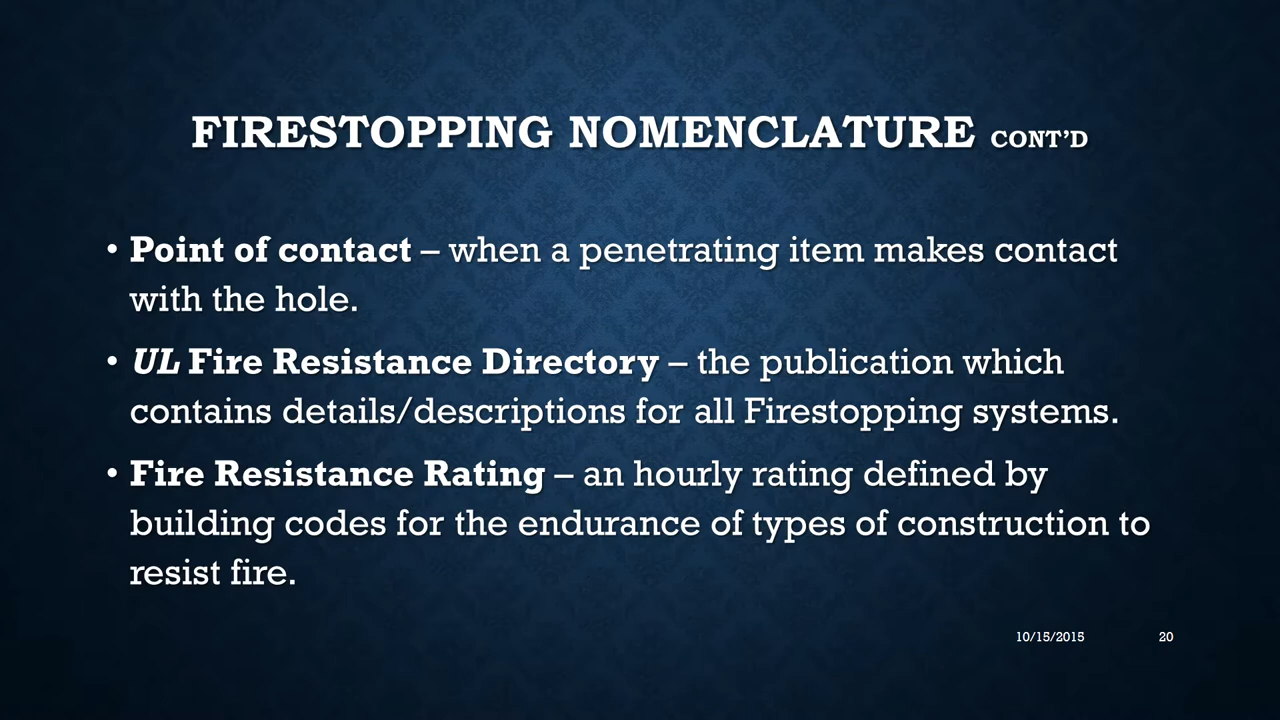 FIRESTOPPING NOMENCLATURE CONT'D
• Point of contact – when a penetrating item makes contact
with the hole.
• UL Fire Resistance Directory – the publication which
contains details/descriptions for all Firestopping systems.
• Fire Resistance Rating – an hourly rating defined by
building codes for the endurance of types of construction to
resist fire.
10/15/2015 20